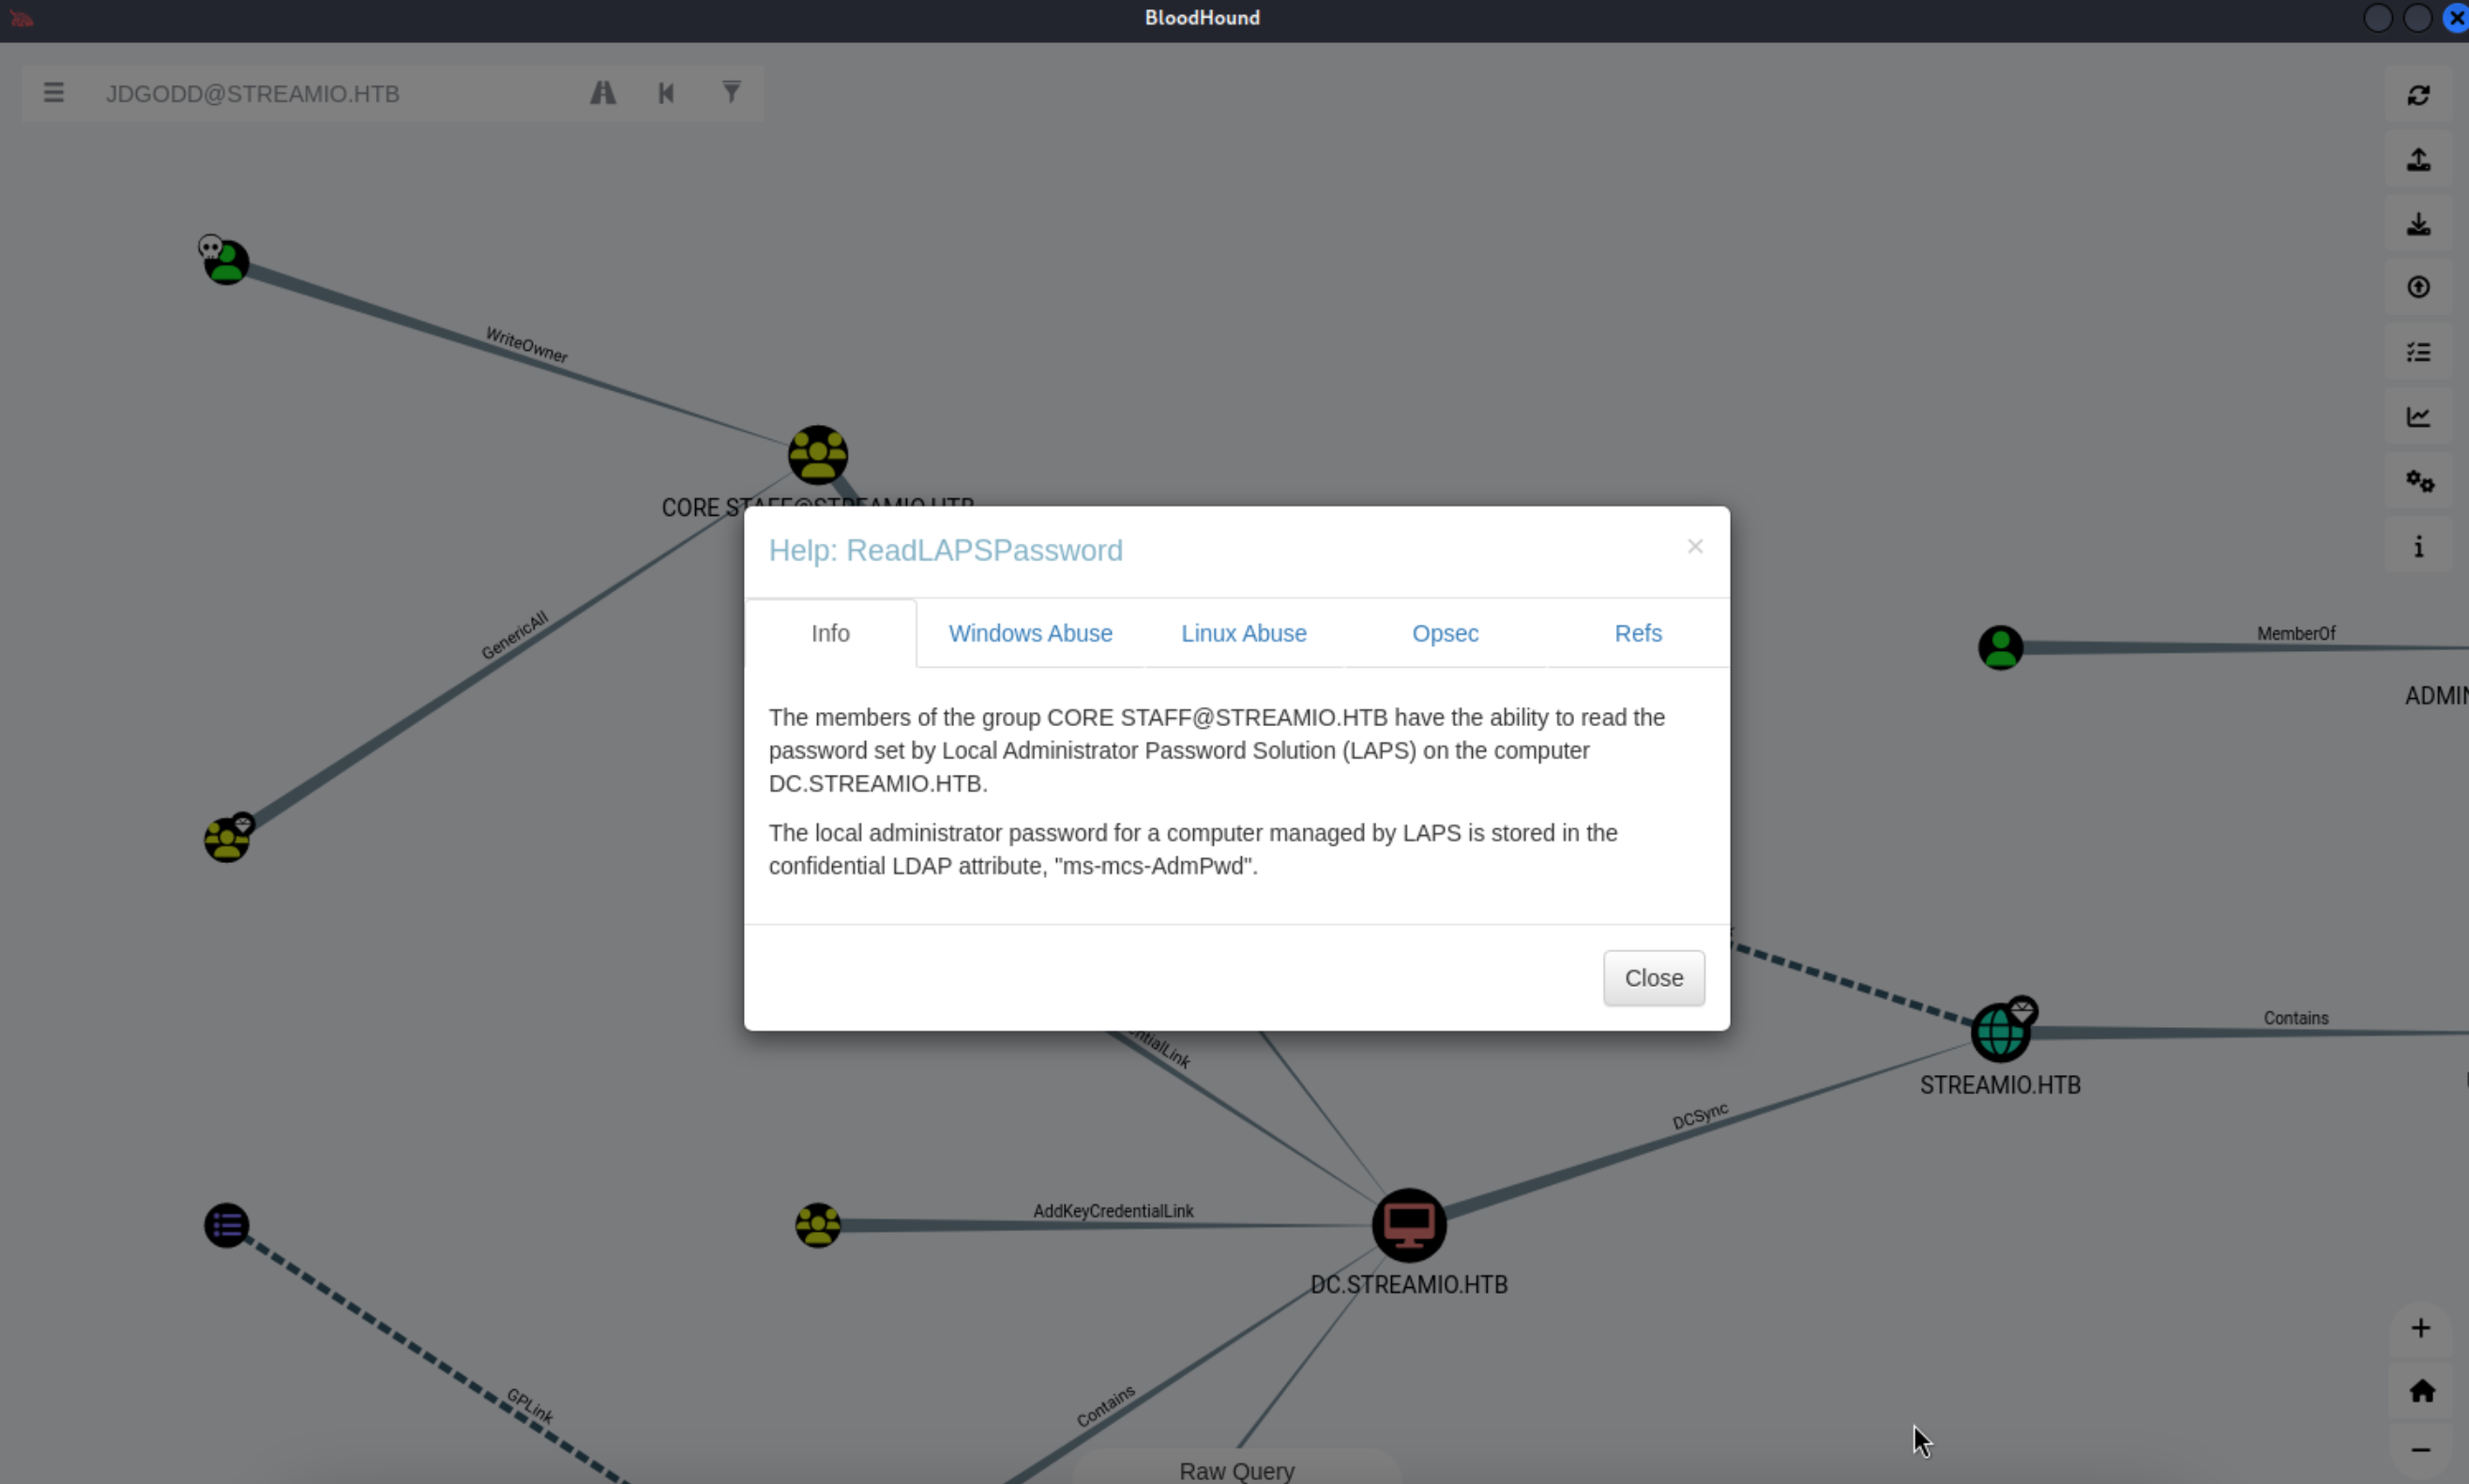 BloodHound
JDGODD@STREAMIO.HTB
WriteOwner
CORE STAFF@STREAMIO.HTB
Help: ReadLAPSPassword
×
Info
Windows Abuse
Linux Abuse
Opsec
Refs
The members of the group CORE STAFF@STREAMIO.HTB have the ability to read the
password set by Local Administrator Password Solution (LAPS) on the computer
DC.STREAMIO.HTB.
The local administrator password for a computer managed by LAPS is stored in the
confidential LDAP attribute, "ms-mcs-AdmPwd".
Close
GenericAll
MemberOf
ADMIN
Contains
STREAMIO.HTB
entialLink
DCSync
AddKeyCredentialLink
DC.STREAMIO.HTB
GPLink
Contains
Raw Query